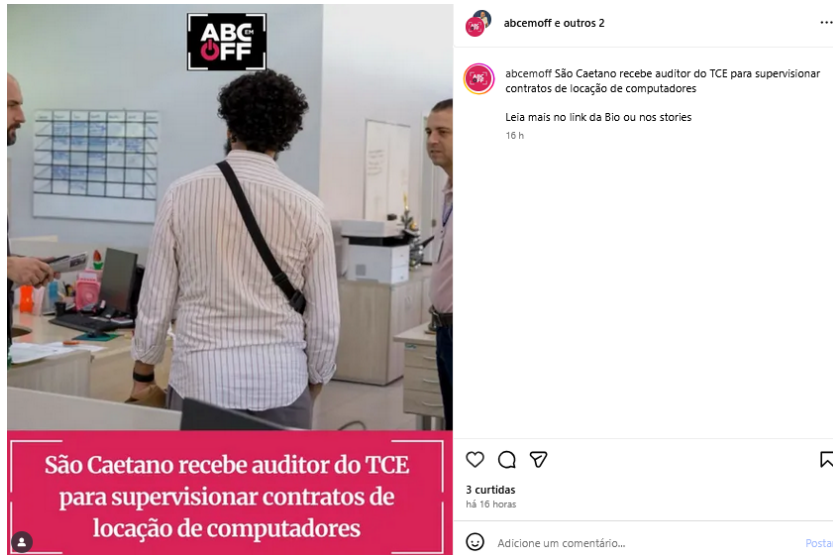 ABC EM
OFF
São Caetano recebe auditor do TCE
para supervisionar contratos de
locação de computadores
abcemoff e outros 2
abcemoff São Caetano recebe auditor do TCE para supervisionar
contratos de locação de computadores
Leia mais no link da Bio ou nos stories
16 h
3 curtidas
há 16 horas
Adicione um comentário...
Postar